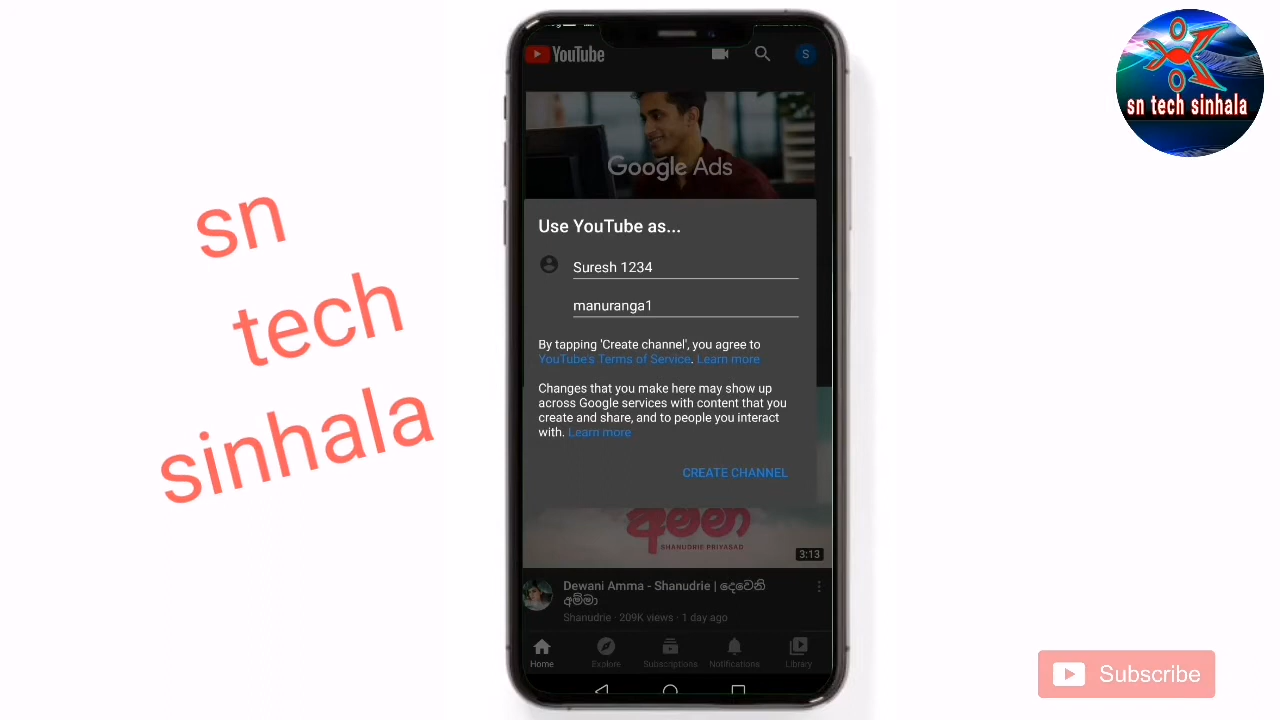 sn
tech
sinhala
YouTube
S
Google Ads
Use YouTube as...
Suresh 1234
manuranga1
By tapping 'Create channel', you agree to
YouTube's Terms of Service. Learn more
Changes that you make here may show up
across Google services with content that you
create and share, and to people you interact
with. Learn more
CREATE CHANNEL
අම්මා
SHANUDRIE PRIYASAD
3:13
Dewani Amma - Shanudrie | දෙවෙනි
අම්මා
Shanudrie · 209K views · 1 day ago
Home
Explore
Subscriptions
Notifications
Library
sn tech sinhala
Subscribe